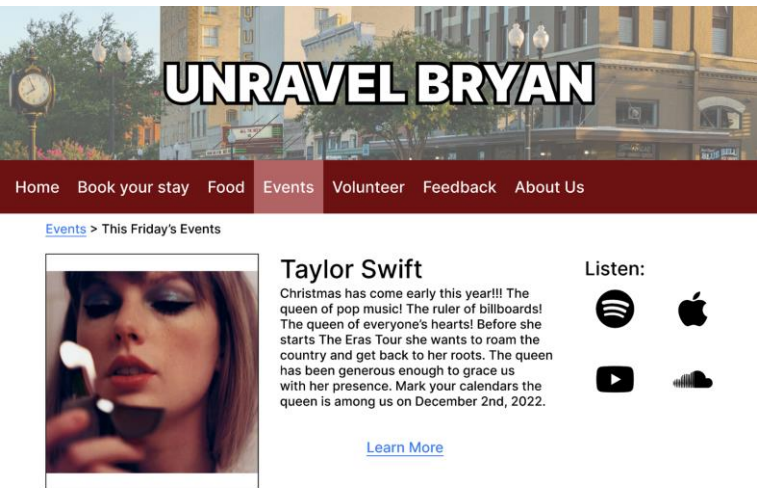 UNRAVEL BRYAN
Home Book your stay Food Events Volunteer Feedback About Us
Events > This Friday's Events
Taylor Swift
Christmas has come early this year!!! The
queen of pop music! The ruler of billboards!
The queen of everyone's hearts! Before she
starts The Eras Tour she wants to roam the
country and get back to her roots. The queen
has been generous enough to grace us
with her presence. Mark your calendars the
queen is among us on December 2nd, 2022.
Learn More
Listen: